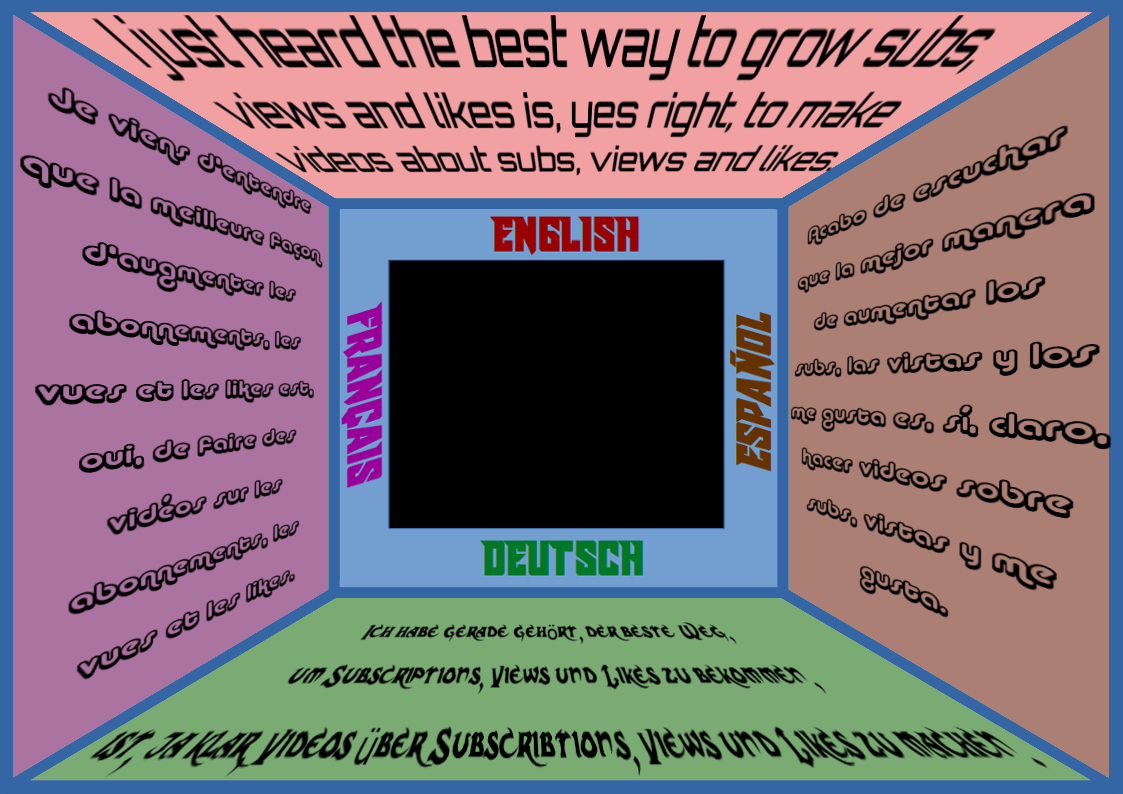 I just heard the best way to grow subs,
views and likes is, yes right, to make
videos about subs, views and likes.
Je viens d'entendre
que la meilleure façon
d'augmenter les
abonnements, les
vues et les likes est,
oui, de faire des
vidéos sur les
abonnements, les
vues et les likes.
ENGLISH
FRANÇAIS
ESPAÑOL
DEUTSCH
Acabo de escuchar
que la mejor manera
de aumentar los
subs, las vistas y los
me gusta es, sí, claro,
hacer videos sobre
subs, vistas y me
gusta.
Ich habe gerade gehört, der beste Weg,
um Subscriptions, Views und Likes zu bekommen,
ist, ja klar, Videos über Subscribtions, Views und Likes zu machen.